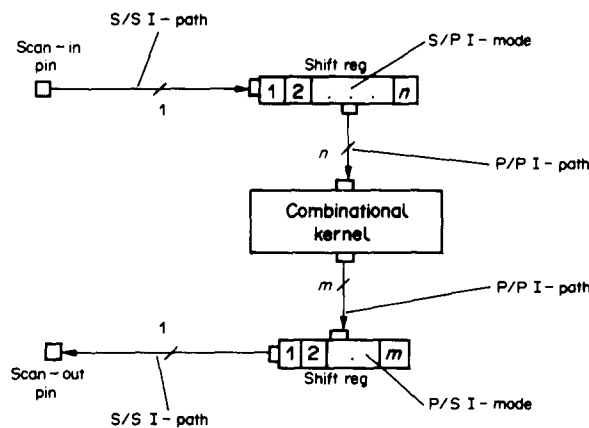 S/S I-path
S/P I-mode
Scan-in
pin
Shift reg
1 2 . . . n
1
n
P/P I-path
Combinational
kernel
m
P/P I-path
1
1 2 . m
Scan-out
pin
Shift reg
P/S I-mode
S/S I-path